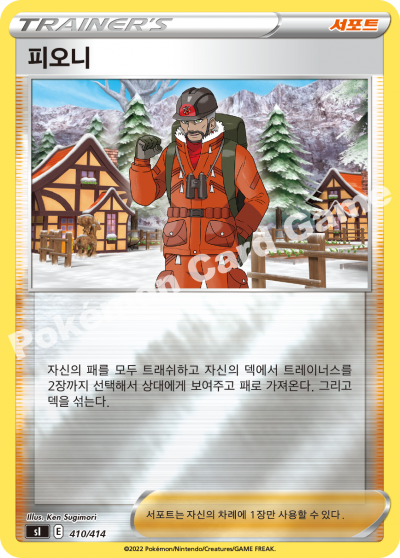 TRAINER'S
서포트
피오니
Pokémon Card Game
자신의 패를 모두 트래쉬하고 자신의 덱에서 트레이너스를
2장까지 선택해서 상대에게 보여주고 패로 가져온다. 그리고
덱을 섞는다.
Illus. Ken Sugimori
sI E 410/414
서포트는 자신의 차례에 1장만 사용할 수 있다.
©2022 Pokémon/Nintendo/Creatures/GAME FREAK.